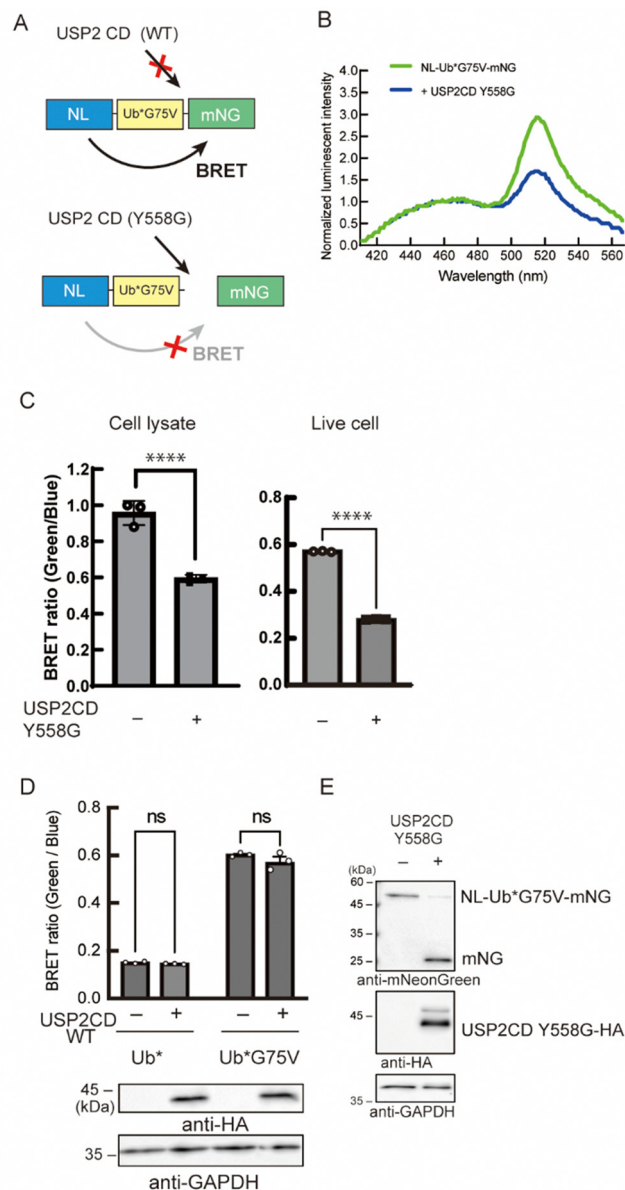 A
USP2 CD (WT)
NL
Ub*G75V
mNG
BRET
USP2 CD (Y558G)
NL
Ub*G75V
mNG
BRET
B
NL-Ub*G75V-mNG
+ USP2CD Y558G
Normalized luminescent intensity
4.0
3.5
3.0
2.5
2.0
1.5
1.0
0.5
0.0
420 440 460 480 500 520 540 560
Wavelength (nm)
C
Cell lysate
Live cell
BRET ratio (Green/Blue)
****
1.2
1.0
0.8
0.6
0.4
0.2
0.0
****
0.8
0.6
0.4
0.2
0.0
USP2CD
Y558G
– +
– +
D
BRET ratio (Green / Blue)
ns
ns
0.8
0.6
0.4
0.2
0.0
USP2CD
WT
– + – +
Ub* Ub*G75V
45 –
(kDa)
anti-HA
35 –
anti-GAPDH
E
USP2CD
Y558G
– +
(kDa)
60 –
45 –
35 –
25 –
NL-Ub*G75V-mNG
mNG
anti-mNeonGreen
45 –
USP2CD Y558G-HA
anti-HA
35 –
anti-GAPDH